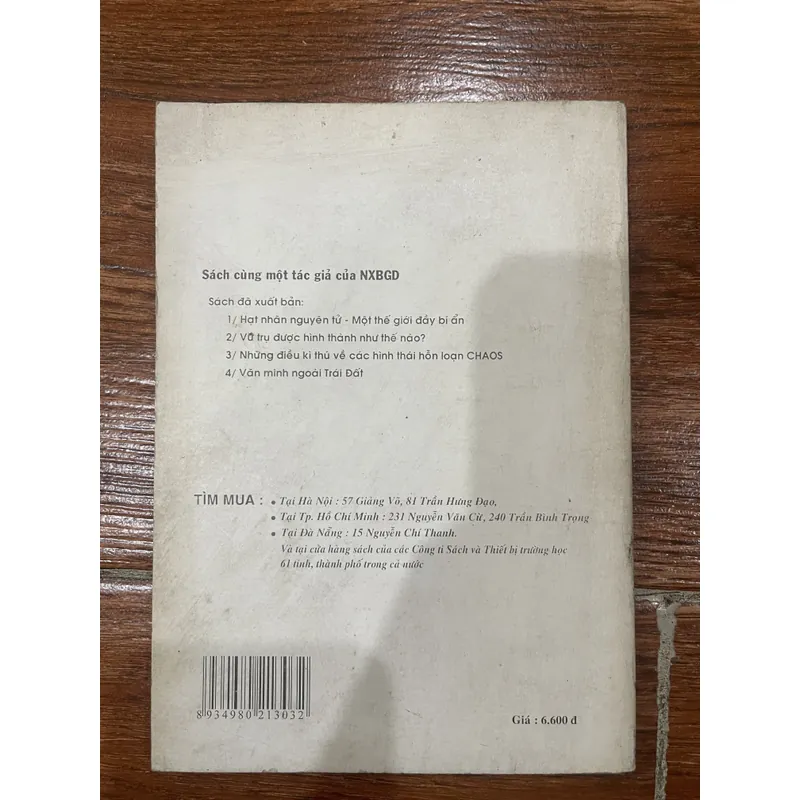 Sách cùng một tác giả của NXBGD
Sách đã xuất bản:
1/ Hạt nhân nguyên tử - Một thế giới đầy bí ẩn
2/ Vũ trụ được hình thành như thế nào?
3/ Những điều kì thú về các hình thái hỗn loạn CHAOS
4/ Văn minh ngoài Trái Đất
TÌM MUA : • Tại Hà Nội : 57 Giảng Võ, 81 Trần Hưng Đạo,
• Tại Tp. Hồ Chí Minh : 231 Nguyễn Văn Cừ, 240 Trần Bình Trọng
• Tại Đà Nẵng : 15 Nguyễn Chí Thanh.
Và tại cửa hàng sách của các Công ti Sách và Thiết bị trường học
61 tỉnh, thành phố trong cả nước
8 934980 213032
Giá : 6.600 đ